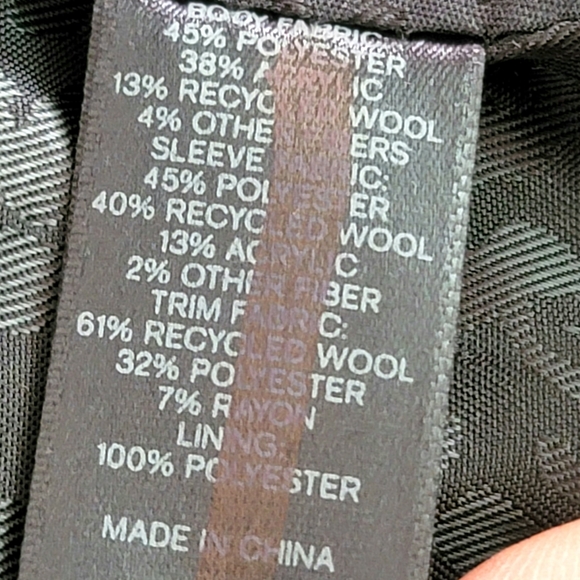 BODY FABRIC:
45% POLYESTER
38% ACRYLIC
13% RECYCLED WOOL
4% OTHER FIBERS
SLEEVE FABRIC:
45% POLYESTER
40% RECYCLED WOOL
13% ACRYLIC
2% OTHER FIBER
TRIM FABRIC:
61% RECYCLED WOOL
32% POLYESTER
7% RAYON
LINING:
100% POLYESTER
MADE IN CHINA